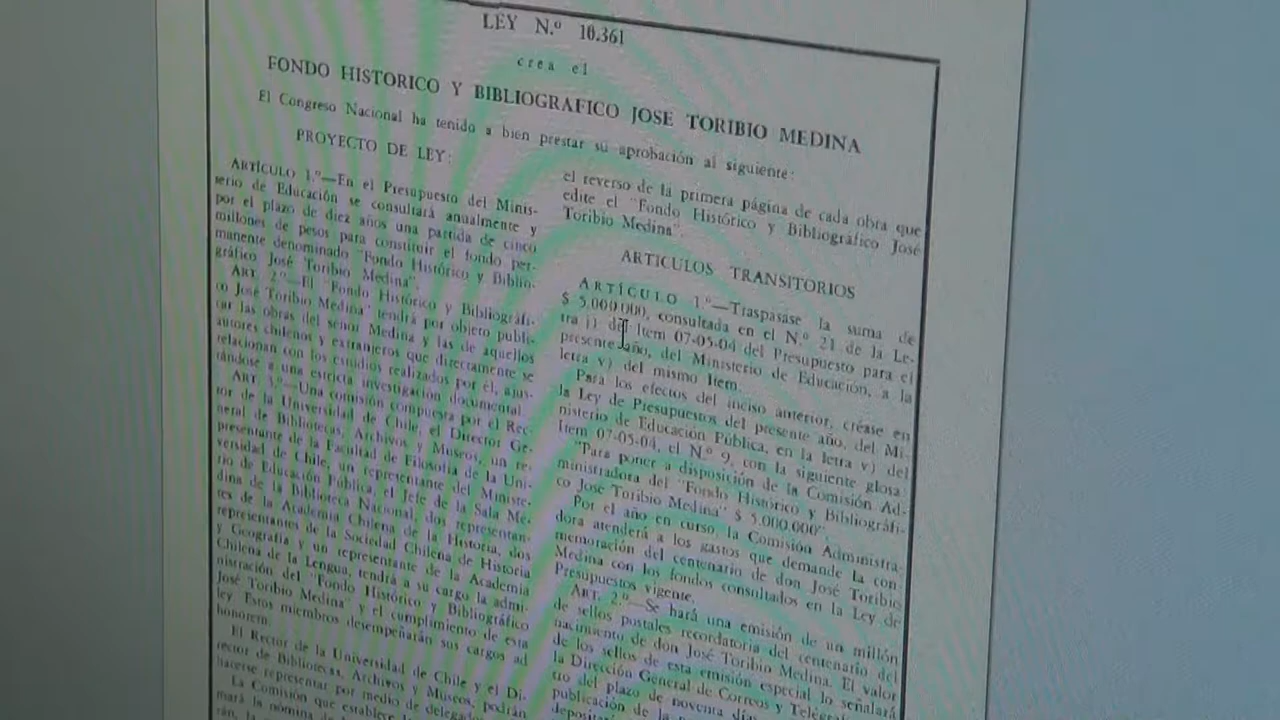 LEY N.º 10.361
crea el
FONDO HISTORICO Y BIBLIOGRAFICO JOSE TORIBIO MEDINA
El Congreso Nacional ha tenido a bien prestar su aprobación al siguiente:
PROYECTO DE LEY:
ARTÍCULO 1.º—En el Presupuesto del Minis-
terio de Educación se consultará anualmente y
por el plazo de diez años una partida de cinco
millones de pesos para constituir el fondo per-
manente denominado "Fondo Histórico y Biblio-
gráfico José Toribio Medina".
ART. 2.º—El "Fondo Histórico y Bibliográfi-
co José Toribio Medina" tendrá por objeto publi-
car las obras del señor Medina y las de aquellos
autores chilenos y extranjeros que directamente se
relacionan con los estudios realizados por él, ajus-
tándose a una estricta investigación documental.
ART. 3.º—Una comisión compuesta por el Rec-
tor de la Universidad de Chile, el Director Ge-
neral de Bibliotecas, Archivos y Museos, un re-
presentante de la Facultad de Filosofía de la Uni-
versidad de Chile, un representante del Ministe-
rio de Educación Pública, el Jefe de la Sala Me-
dina de la Biblioteca Nacional, dos representan-
tes de la Academia Chilena de la Historia, dos
representantes de la Sociedad Chilena de Historia
y Geografía y un representante de la Academia
Chilena de la Lengua, tendrá a su cargo la admi-
nistración del "Fondo Histórico y Bibliográfico
José Toribio Medina" y el cumplimiento de esta
ley. Estos miembros desempeñarán sus cargos ad
honorem.
El Rector de la Universidad de Chile y el Di-
rector de Bibliotecas, Archivos y Museos, podrán
hacerse representar por medio de delegados.
La Comisión que establece
mará la nómina de
el reverso de la primera página de cada obra que
edite el "Fondo Histórico y Bibliográfico José
Toribio Medina".
ARTICULOS TRANSITORIOS
ARTÍCULO 1.º—Traspásase la suma de
$ 5.000.000, consultada en el N.º 21 de la Le-
tra j) del Item 07-05-04 del Presupuesto para el
presente año, del Ministerio de Educación, a la
letra v) del mismo Item.
Para los efectos del inciso anterior, créase en
la Ley de Presupuestos del presente año, del Mi-
nisterio de Educación Pública, en la letra v) del
Item 07-05-04, el N.º 9, con la siguiente glosa:
"Para poner a disposición de la Comisión Ad-
ministradora del "Fondo Histórico y Bibliográfi-
co José Toribio Medina" $ 5.000.000".
Por el año en curso la Comisión Administra-
dora atenderá a los gastos que demande la con-
memoración del centenario de don José Toribio
Medina con los fondos consultados en la Ley de
Presupuestos vigente.
ART. 2.º—Se hará una emisión de un millón
de sellos postales recordatoria del centenario del
nacimiento de don José Toribio Medina. El valor
de los sellos de esta emisión especial lo señalará
la Dirección General de Correos y Telégrafos
tro del plazo de noventa días
publicación de la